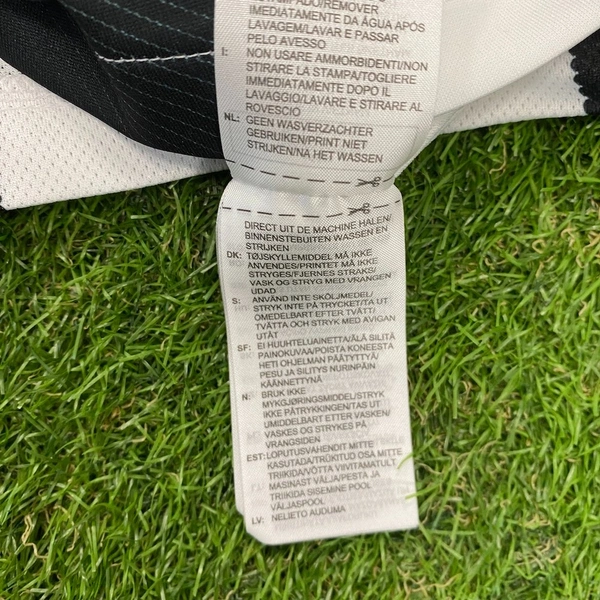 IMEDIATAMENTE DA ÁGUA APÓS
LAVAGEM/LAVAR E PASSAR
PELO AVESSO
I: NON USARE AMMORBIDENTI/NON
STIRARE LA STAMPA/TOGLIERE
IMMEDIATAMENTE DOPO IL
LAVAGGIO/LAVARE E STIRARE AL
ROVESCIO
NL: GEEN WASVERZACHTER
GEBRUIKEN/PRINT NIET
STRIJKEN/NA HET WASSEN
DIRECT UIT DE MACHINE HALEN/
BINNENSTEBUITEN WASSEN EN
STRIJKEN
DK: TØJSKYLLEMIDDEL MÅ IKKE
ANVENDES/PRINTET MÅ IKKE
STRYGES/FJERNES STRAKS/
VASK OG STRYG MED VRANGEN
UDAD
S: ANVÄND INTE SKÖLJMEDEL/
STRYK INTE PÅ TRYCKET/TA UT
OMEDELBART EFTER TVÄTT/
TVÄTTA OCH STRYK MED AVIGAN
UTÅT
SF: EI HUUHTELUAINETTA/ÄLÄ SILITÄ
PAINOKUVAA/POISTA KONEESTA
HETI OHJELMAN PÄÄTYTTYÄ/
PESU JA SILITYS NURINPÄIN
KÄÄNNETTYNÄ
N: BRUK IKKE
MYKGJØRINGSMIDDEL/STRYK
IKKE PÅTRYKKINGEN/TAS UT
UMIDDELBART ETTER VASKEN/
VASKES OG STRYKES PÅ
VRANGSIDEN
EST: LOPUTUSVAHENDIT MITTE
KASUTADA/TRÜKITUD OSA MITTE
TRIIKIDA/VÕTTA VIIVITAMATULT
MASINAST VÄLJA/PESTA JA
TRIIKIDA SISEMINE POOL
VÄLJASPOOL
LV: NELIETO AUDUMA